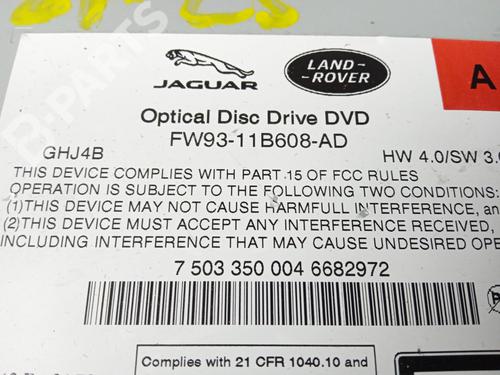 B-PARTS
JAGUAR
LAND
ROVER
A
Optical Disc Drive DVD
FW93-11B608-AD
GHJ4B
HW 4.0/SW 3.0
THIS DEVICE COMPLIES WITH PART 15 OF FCC RULES
OPERATION IS SUBJECT TO THE FOLLOWING TWO CONDITIONS:
(1)THIS DEVICE MAY NOT CAUSE HARMFULL INTERFERENCE, and
(2)THIS DEVICE MUST ACCEPT ANY INTERFERENCE RECEIVED,
INCLUDING INTERFERENCE THAT MAY CAUSE UNDESIRED OPE
7 503 350 004 6682972
Complies with 21 CFR 1040.10 and